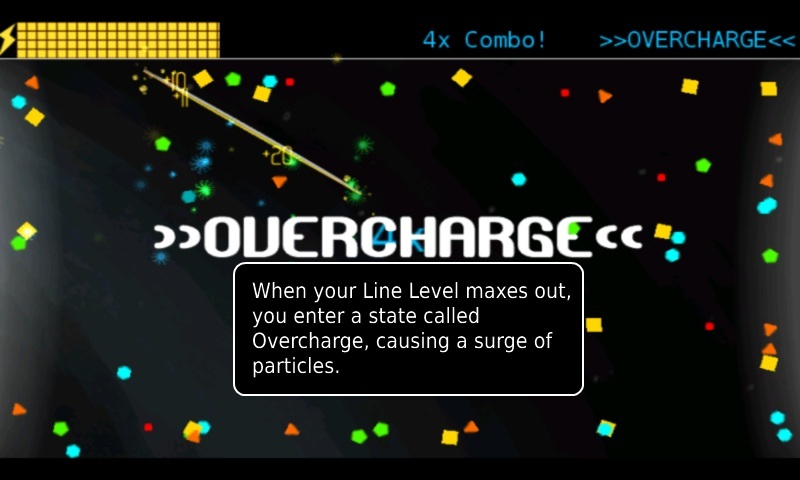 4x Combo! >>OVERCHARGE<<
+20
>>OVERCHARGE<<
When your Line Level maxes out,
you enter a state called
Overcharge, causing a surge of
particles.